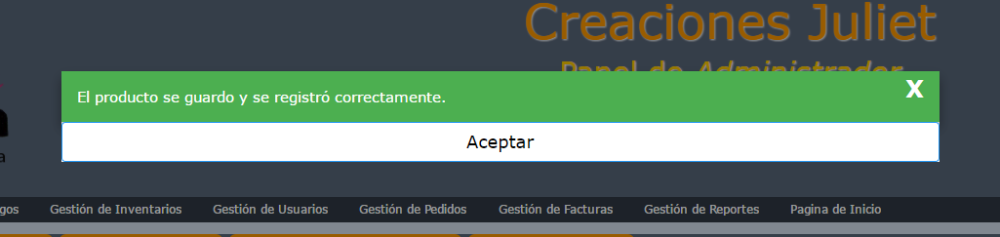 Creaciones Juliet
Panel de Administrador
El producto se guardo y se registró correctamente.
X
Aceptar
gos Gestión de Inventarios Gestión de Usuarios Gestión de Pedidos Gestión de Facturas Gestión de Reportes Pagina de Inicio